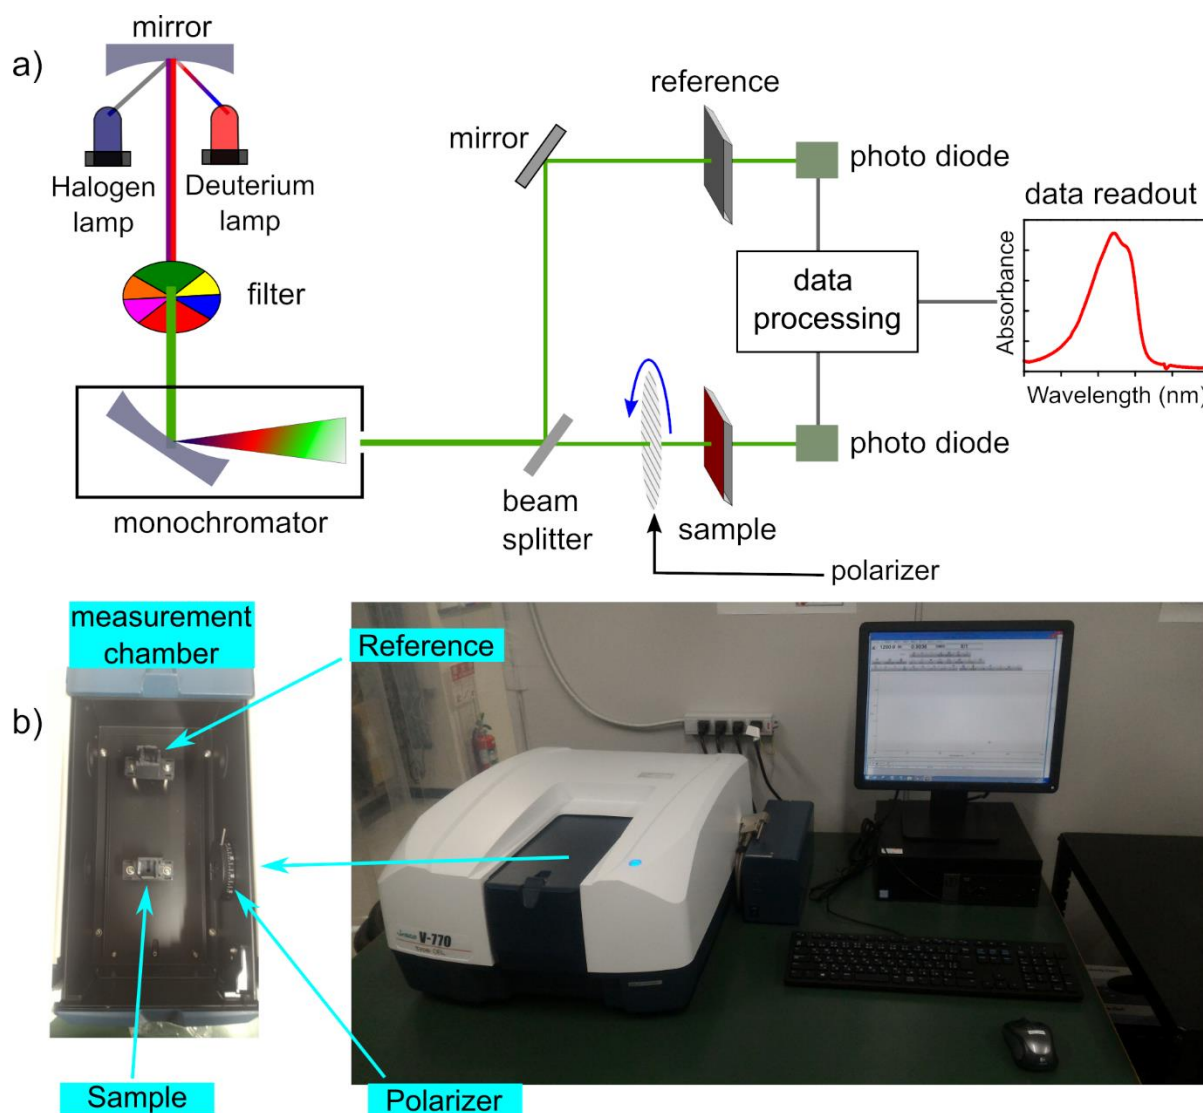 a)
mirror
Halogen
lamp
Deuterium
lamp
filter
monochromator
mirror
beam
splitter
reference
photo diode
data
processing
photo diode
sample
polarizer
data readout
Absorbance
Wavelength (nm)
b)
measurement
chamber
Reference
Sample
Polarizer
V-770